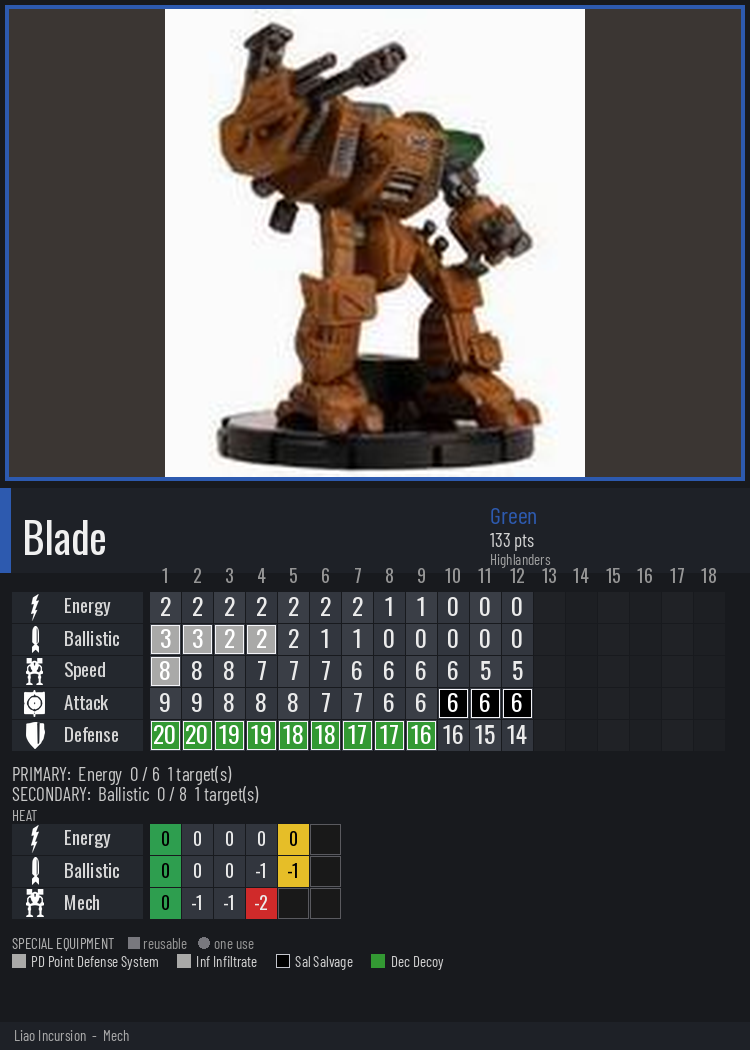 Blade
Green
133 pts
Highlanders
1 2 3 4 5 6 7 8 9 10 11 12 13 14 15 16 17 18
Energy 2 2 2 2 2 2 2 1 1 0 0 0
Ballistic 3 3 2 2 2 1 1 0 0 0 0 0
Speed 8 8 8 7 7 7 6 6 6 6 5 5
Attack 9 9 8 8 8 7 7 6 6 6 6 6
Defense 20 20 19 19 18 18 17 17 16 16 15 14
PRIMARY: Energy 0 / 6 1 target(s)
SECONDARY: Ballistic 0 / 8 1 target(s)
HEAT
Energy 0 0 0 0 0
Ballistic 0 0 0 -1 -1
Mech 0 -1 -1 -2
SPECIAL EQUIPMENT reusable one use
PD Point Defense System Inf Infiltrate Sal Salvage Dec Decoy
Liao Incursion - Mech